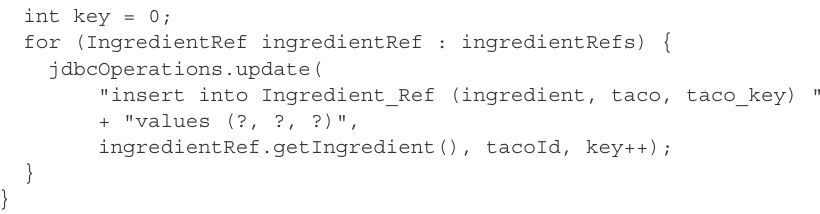 int key = 0;
for (IngredientRef ingredientRef : ingredientRefs) {
jdbcOperations.update(
"insert into Ingredient_Ref (ingredient, taco, taco_key) "
+ "values (?, ?, ?)",
ingredientRef.getIngredient(), tacoId, key++);
}
}